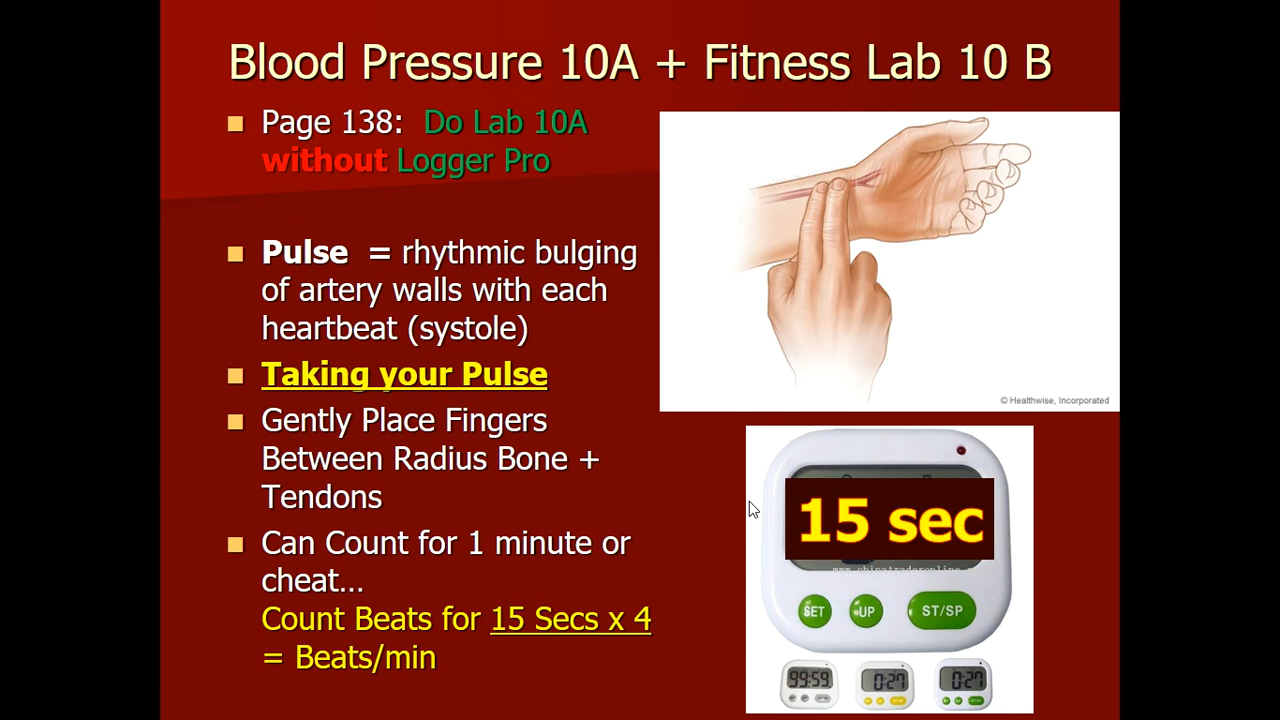 Blood Pressure 10A + Fitness Lab 10 B
Page 138: Do Lab 10A
without Logger Pro
Pulse = rhythmic bulging
of artery walls with each
heartbeat (systole)
Taking your Pulse
Gently Place Fingers
Between Radius Bone +
Tendons
Can Count for 1 minute or
cheat…
Count Beats for 15 Secs x 4
= Beats/min
© Healthwise, Incorporated
15 sec
SET
UP
ST/SP
99:59
0:27
0:27